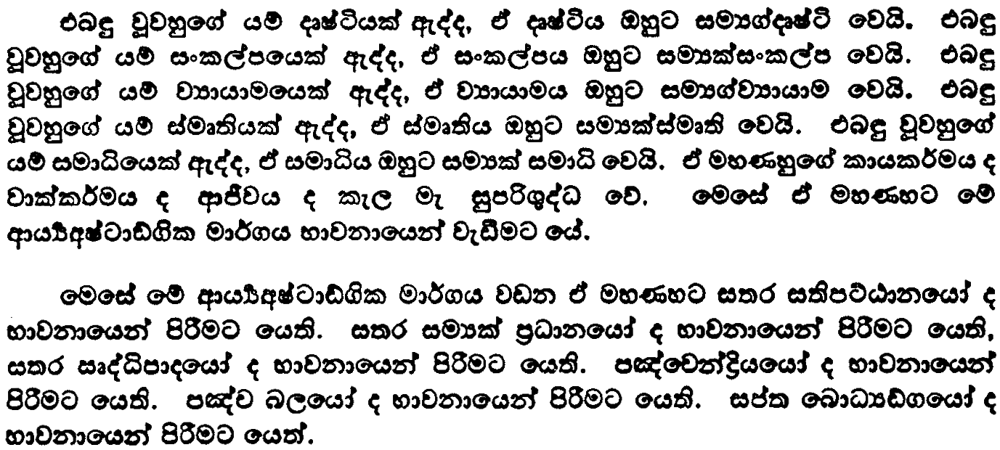 එබඳු වූවහුගේ යම් දෘෂ්ටියක් ඇද්ද, ඒ දෘෂ්ටිය ඔහුට සම්‍යග්දෘෂ්ටි වෙයි. එබඳු
වූවහුගේ යම් සංකල්පයෙක් ඇද්ද, ඒ සංකල්පය ඔහුට සම්‍යක්සංකල්ප වෙයි. එබඳු
වූවහුගේ යම් ව්‍යායාමයෙක් ඇද්ද, ඒ ව්‍යායාමය ඔහුට සම්‍යග්ව්‍යායාම වෙයි. එබඳු
වූවහුගේ යම් ස්මෘතියක් ඇද්ද, ඒ ස්මෘතිය ඔහුට සම්‍යක්ස්මෘති වෙයි. එබඳු වූවහුගේ
යම් සමාධියෙක් ඇද්ද, ඒ සමාධිය ඔහුට සම්‍යක් සමාධි වෙයි. ඒ මහණහුගේ කායකර්මය ද
වාක්කර්මය ද ආජීවය ද කැල මැ සුපරිශුද්ධ වේ. මෙසේ ඒ මහණහට මේ
ආර්‍ය්‍යඅෂ්ටාඞ්ගික මාර්ගය භාවනායෙන් වැඩීමට යේ.
මෙසේ මේ ආර්‍ය්‍යඅෂ්ටාඞ්ගික මාර්ගය වඩන ඒ මහණහට සතර සතිපට්ඨානයෝ ද
භාවනායෙන් පිරීමට යෙති. සතර සම්‍යක් ප්‍රධානයෝ ද භාවනායෙන් පිරීමට යෙති,
සතර සෘද්ධිපාදයෝ ද භාවනායෙන් පිරීමට යෙති. පඤ්චෙන්ද්‍රියයෝ ද භාවනායෙන්
පිරීමට යෙති. පඤ්ච බලයෝ ද භාවනායෙන් පිරීමට යෙති. සප්ත බොධ්‍යඞ්ගයෝ ද
භාවනායෙන් පිරීමට යෙත්.